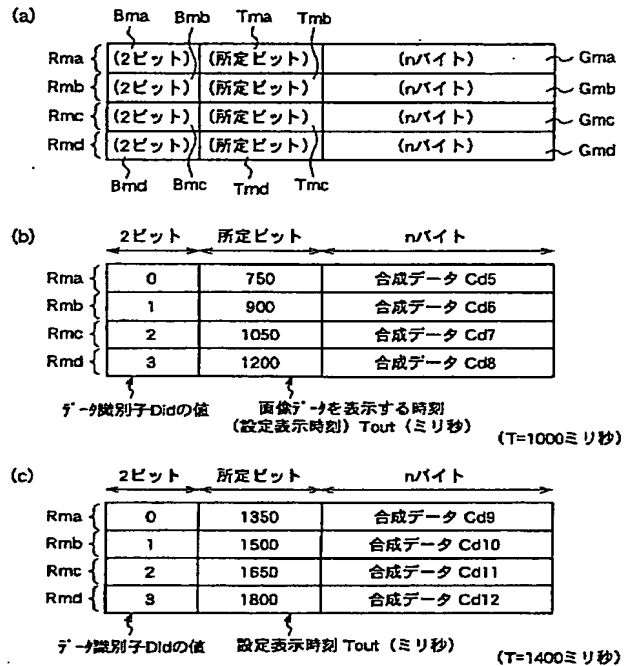 (a) Bma Bmb Tma Tmb
Rma (2ビット) (所定ビット) (nバイト) Gma
Rmb (2ビット) (所定ビット) (nバイト) Gmb
Rmc (2ビット) (所定ビット) (nバイト) Gmc
Rmd (2ビット) (所定ビット) (nバイト) Gmd
Bmd Bmc Tmd Tmc
(b) 2ビット 所定ビット nバイト
Rma 0 750 合成データ Cd5
Rmb 1 900 合成データ Cd6
Rmc 2 1050 合成データ Cd7
Rmd 3 1200 合成データ Cd8
データ識別子Didの値 画像データを表示する時刻
(設定表示時刻) Tout (ミリ秒)
(T=1000ミリ秒)
(c) 2ビット 所定ビット nバイト
Rma 0 1350 合成データ Cd9
Rmb 1 1500 合成データ Cd10
Rmc 2 1650 合成データ Cd11
Rmd 3 1800 合成データ Cd12
データ識別子Didの値 設定表示時刻 Tout (ミリ秒)
(T=1400ミリ秒)